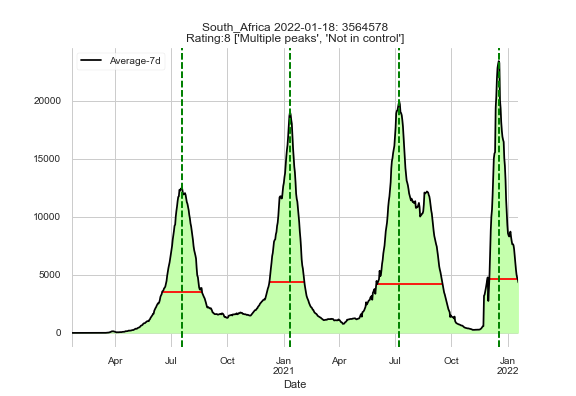 South_Africa 2022-01-18: 3564578
Rating:8 ['Multiple peaks', 'Not in control']
Average-7d
20000
15000
10000
5000
0
Apr Jul Oct Jan Apr Jul Oct Jan
2021 2022
Date